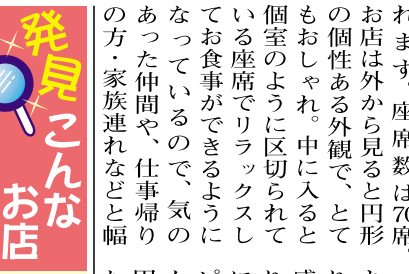 発見
こんな
お店
れます。座席数は70席
お店は外から見ると円形
の個性ある外観で、とて
もおしゃれ。中に入ると
個室のように区切られて
いる座席でリラックスし
てお食事ができるように
なっているので、気の
あった仲間や、仕事帰り
の方・家族連れなどと幅